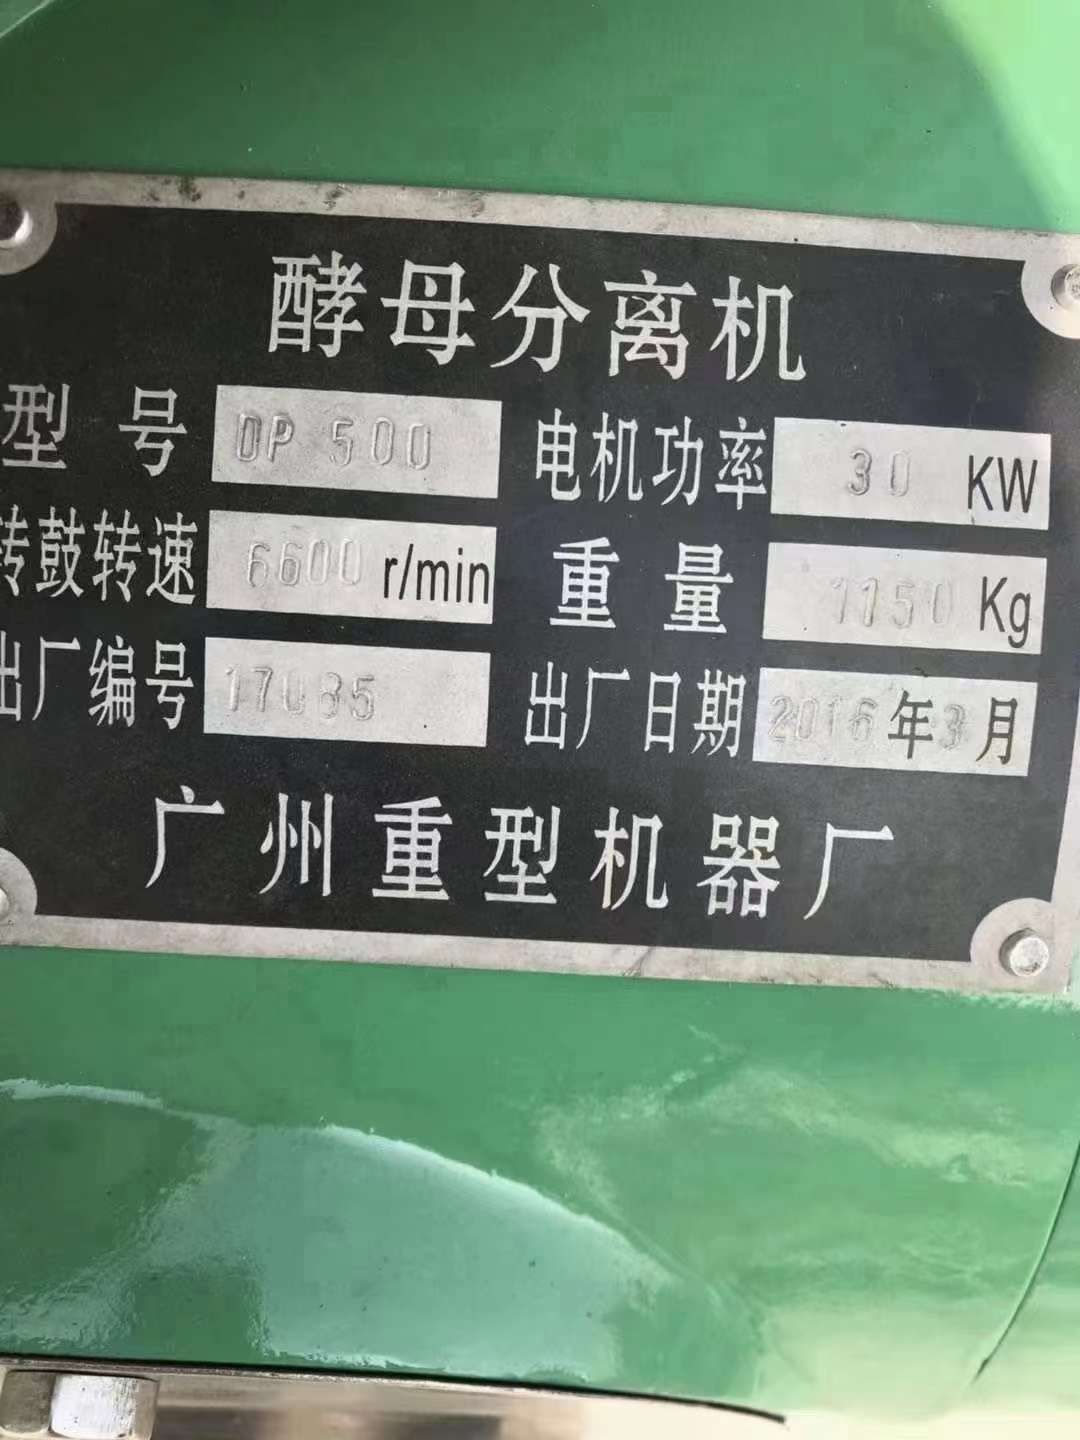 酵母分离机
型号 DP 500 电机功率 30 KW
转鼓转速 6600 r/min 重量 1150 Kg
出厂编号 17035 出厂日期 2016年3月
广州重型机器厂